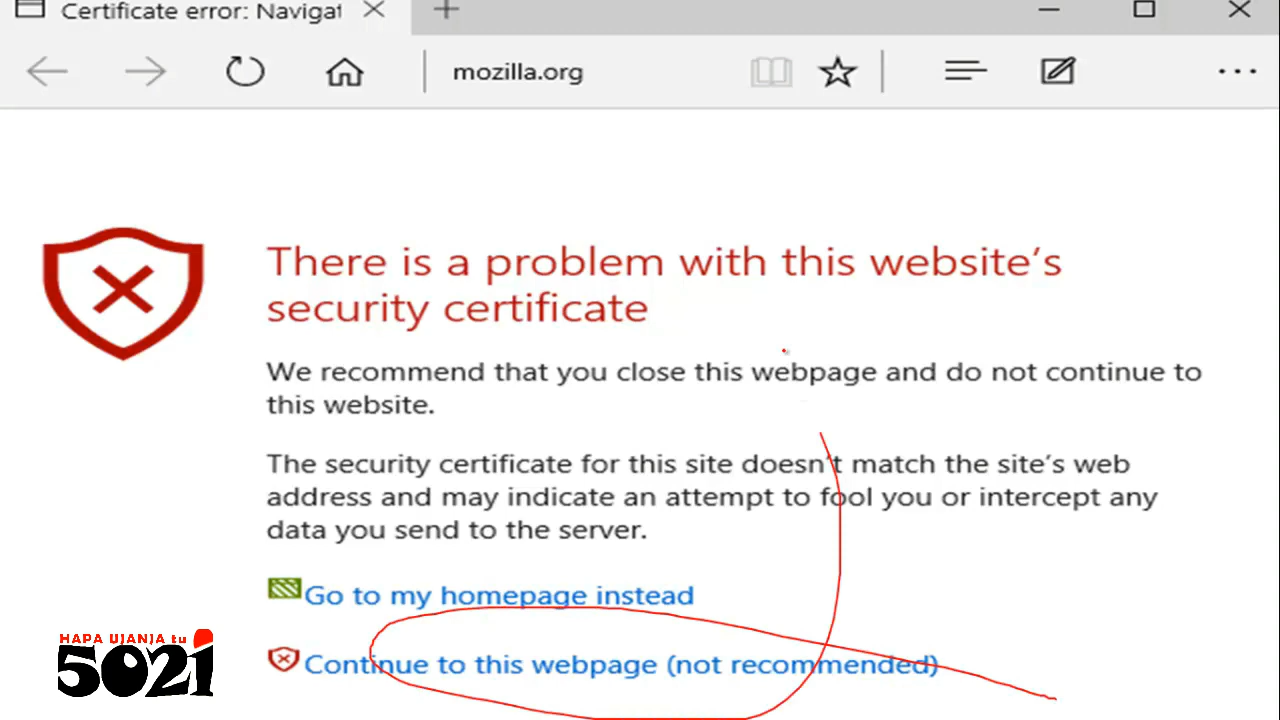 Certificate error: Navigat
mozilla.org
There is a problem with this website's
security certificate
We recommend that you close this webpage and do not continue to
this website.
The security certificate for this site doesn't match the site's web
address and may indicate an attempt to fool you or intercept any
data you send to the server.
Go to my homepage instead
Continue to this webpage (not recommended)
HAPA UJANJA tu
5021